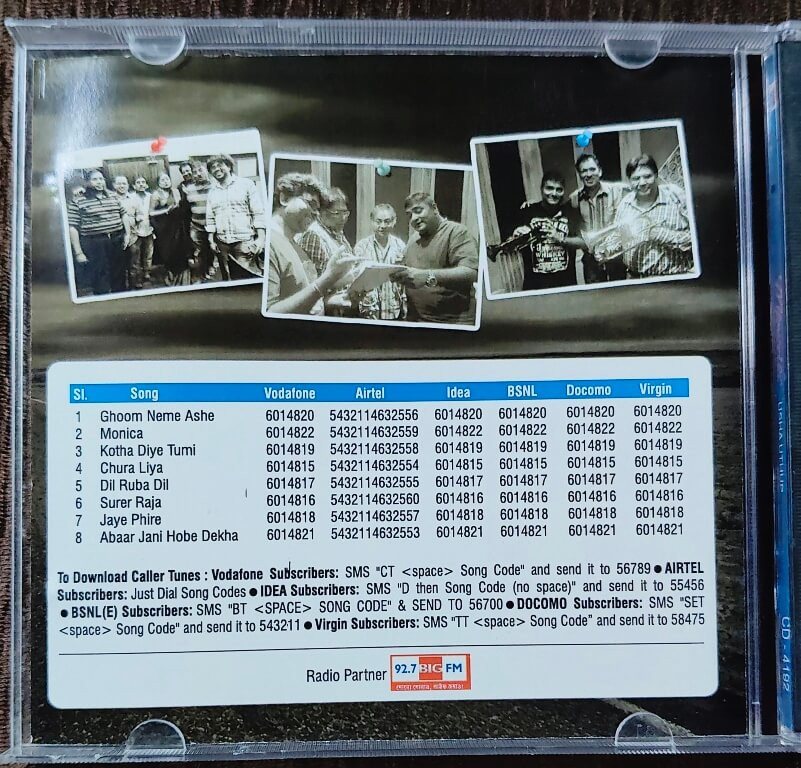 Sl. Song Vodafone Airtel Idea BSNL Docomo Virgin
1 Ghoom Neme Ashe 6014820 5432114632556 6014820 6014820 6014820 6014820
2 Monica 6014822 5432114632559 6014822 6014822 6014822 6014822
3 Kotha Diye Tumi 6014819 5432114632558 6014819 6014819 6014819 6014819
4 Chura Liya 6014815 5432114632554 6014815 6014815 6014815 6014815
5 Dil Ruba Dil 6014817 5432114632555 6014817 6014817 6014817 6014817
6 Surer Raja 6014816 5432114632560 6014816 6014816 6014816 6014816
7 Jaye Phire 6014818 5432114632557 6014818 6014818 6014818 6014818
8 Abaar Jani Hobe Dekha 6014821 5432114632553 6014821 6014821 6014821 6014821
To Download Caller Tunes : Vodafone Subscribers: SMS "CT <space> Song Code" and send it to 56789 ● AIRTEL
Subscribers: Just Dial Song Codes ● IDEA Subscribers: SMS "D then Song Code (no space)" and send it to 55456
● BSNL(E) Subscribers: SMS "BT <SPACE> SONG CODE" & SEND TO 56700 ● DOCOMO Subscribers: SMS "SET
<space> Song Code" and send it to 543211 ● Virgin Subscribers: SMS "TT <space> Song Code" and send it to 58475
Radio Partner 92.7 BIG FM
CD - 4192